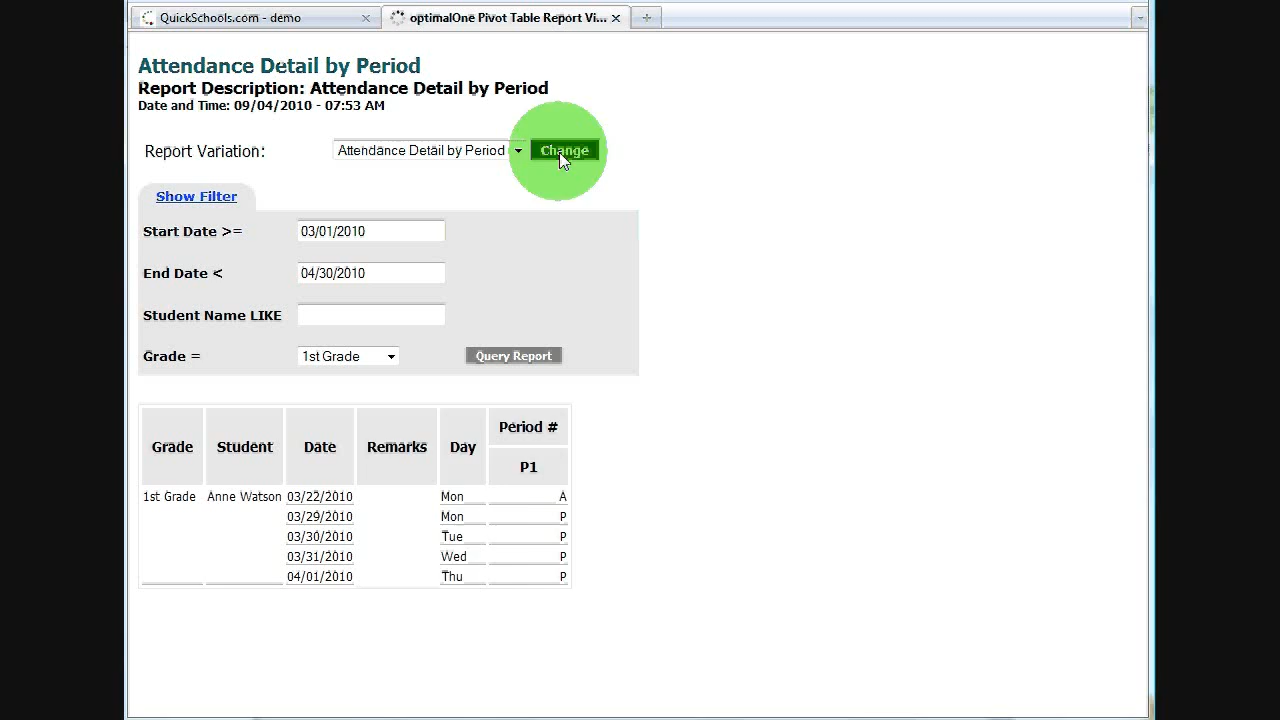 QuickSchools.com - demo
optimalOne Pivot Table Report Vi...
Attendance Detail by Period
Report Description: Attendance Detail by Period
Date and Time: 09/04/2010 - 07:53 AM
Report Variation: Attendance Detail by Period Change
Show Filter
Start Date >= 03/01/2010
End Date < 04/30/2010
Student Name LIKE
Grade = 1st Grade Query Report
Grade Student Date Remarks Day Period #
P1
1st Grade Anne Watson 03/22/2010 Mon A
03/29/2010 Mon P
03/30/2010 Tue P
03/31/2010 Wed P
04/01/2010 Thu P